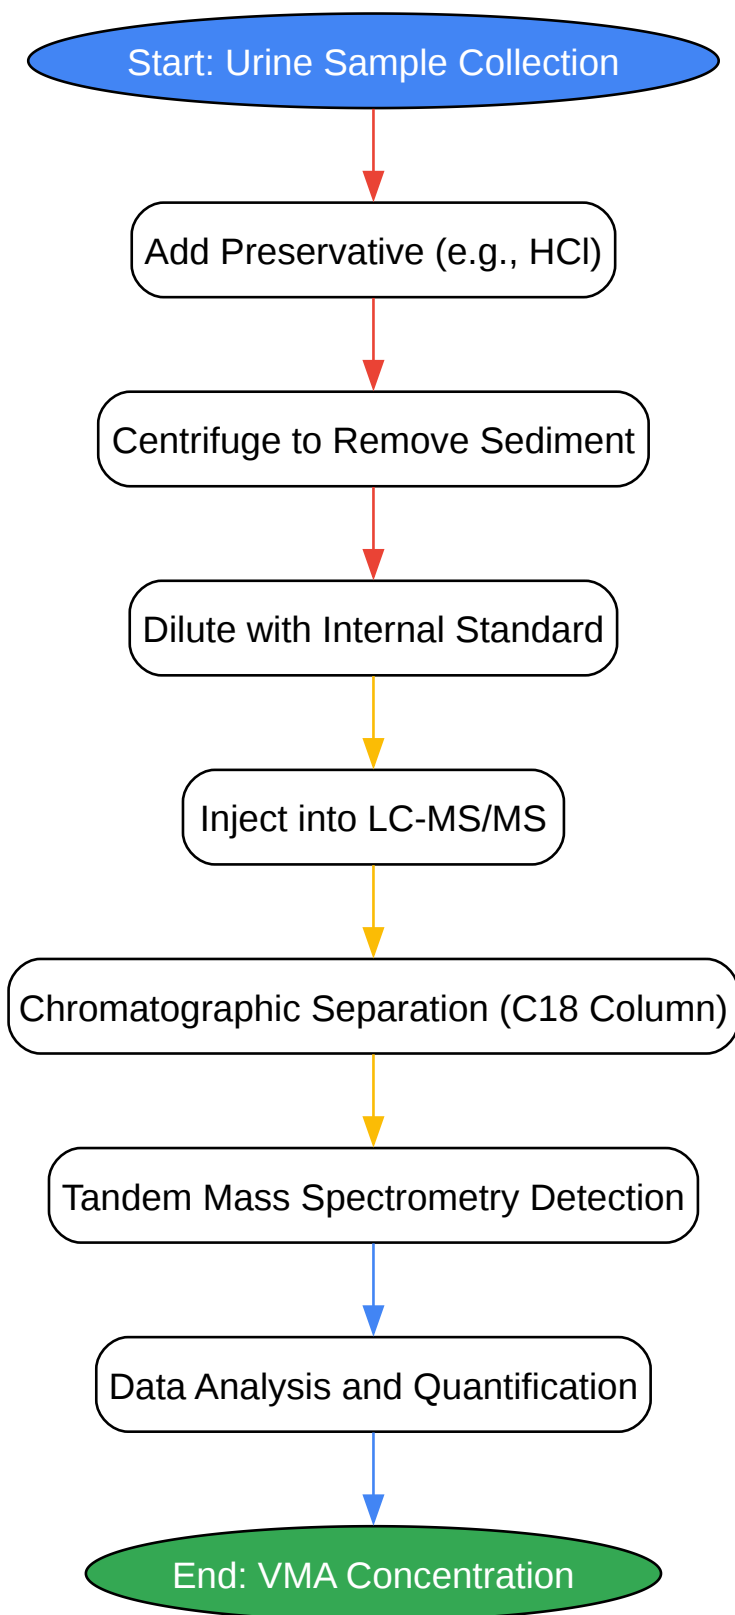 Start: Urine Sample Collection
Add Preservative (e.g., HCl)
Centrifuge to Remove Sediment
Dilute with Internal Standard
Inject into LC-MS/MS
Chromatographic Separation (C18 Column)
Tandem Mass Spectrometry Detection
Data Analysis and Quantification
End: VMA Concentration